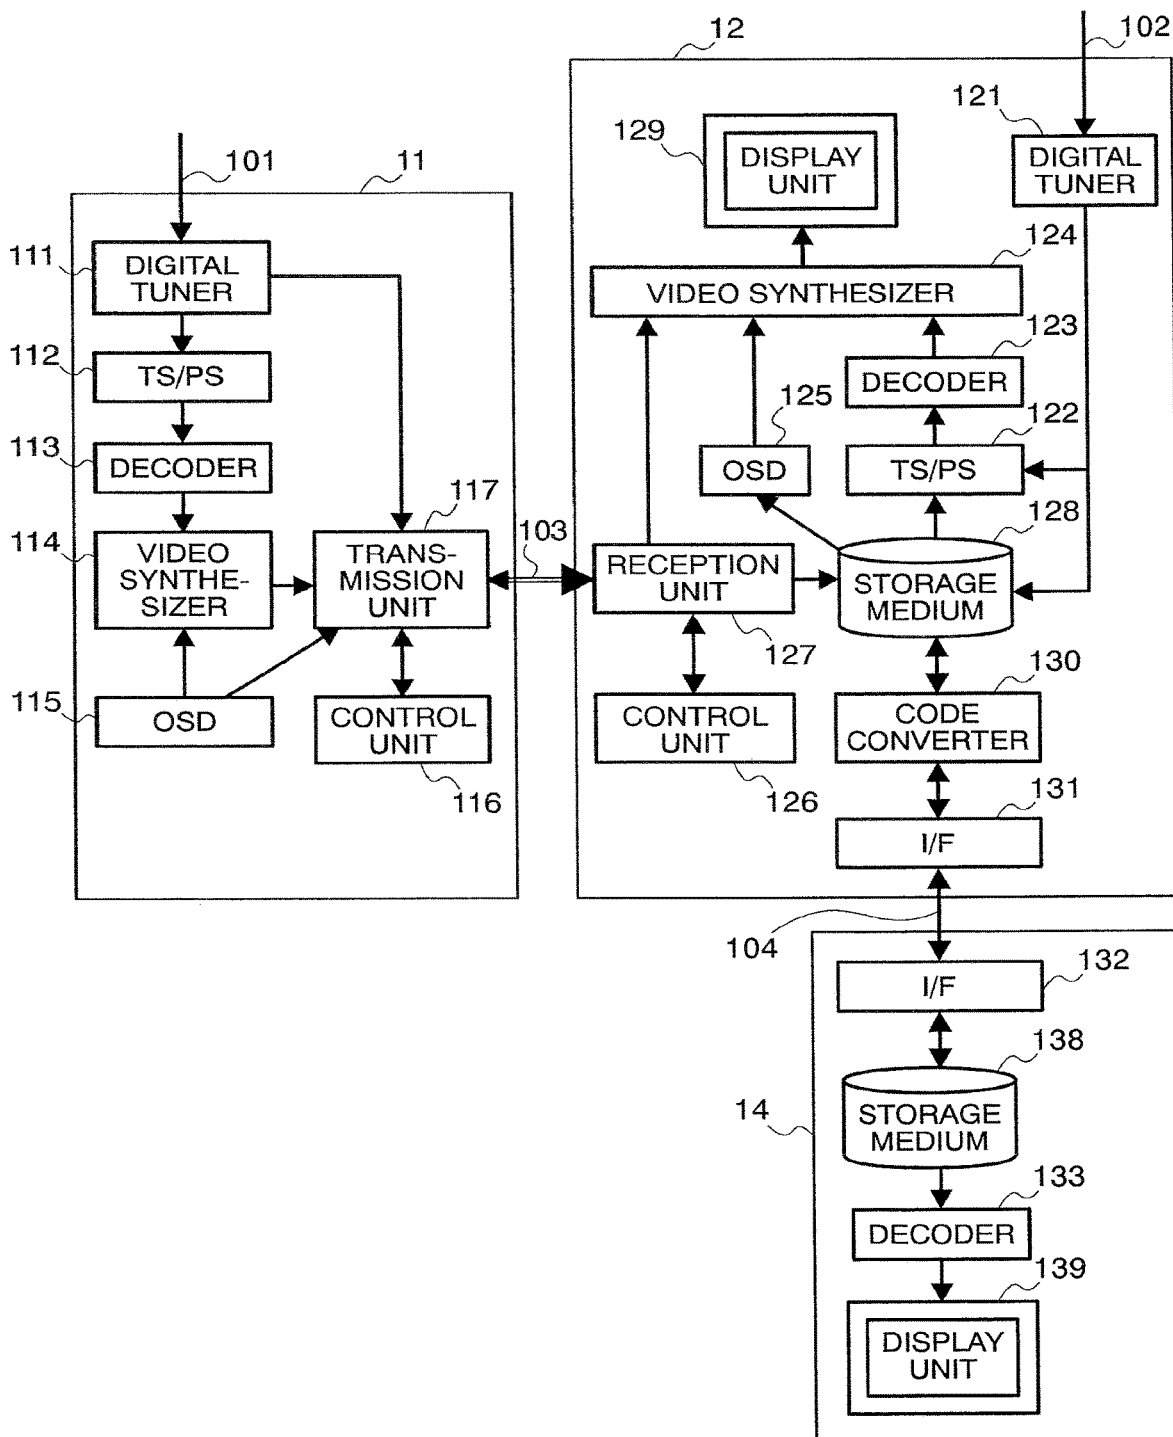 12
102
121
129
DISPLAY
UNIT
DIGITAL
TUNER
101
11
111
DIGITAL
TUNER
124
VIDEO SYNTHESIZER
112
TS/PS
123
DECODER
125
122
113
DECODER
OSD
TS/PS
117
103
128
114
VIDEO
SYNTHE-
SIZER
TRANS-
MISSION
UNIT
RECEPTION
UNIT
STORAGE
MEDIUM
127
130
115
OSD
CONTROL
UNIT
CONTROL
UNIT
CODE
CONVERTER
116
126
131
I/F
104
132
I/F
138
14
STORAGE
MEDIUM
133
DECODER
139
DISPLAY
UNIT